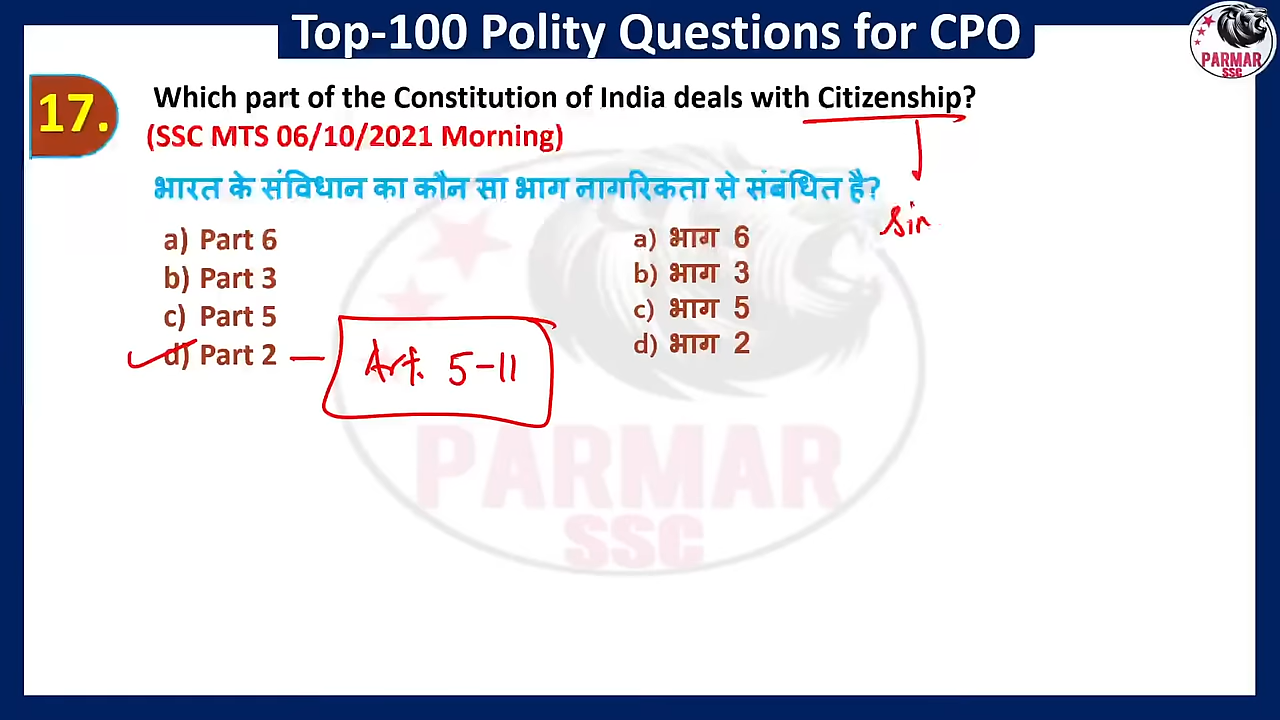 Top-100 Polity Questions for CPO
PARMAR
SSC
17.
Which part of the Constitution of India deals with Citizenship?
(SSC MTS 06/10/2021 Morning)
भारत के संविधान का कौन सा भाग नागरिकता से संबंधित है?
sin
a) Part 6
b) Part 3
c) Part 5
d) Part 2 — Art. 5-11
a) भाग 6
b) भाग 3
c) भाग 5
d) भाग 2
PARMAR
SSC